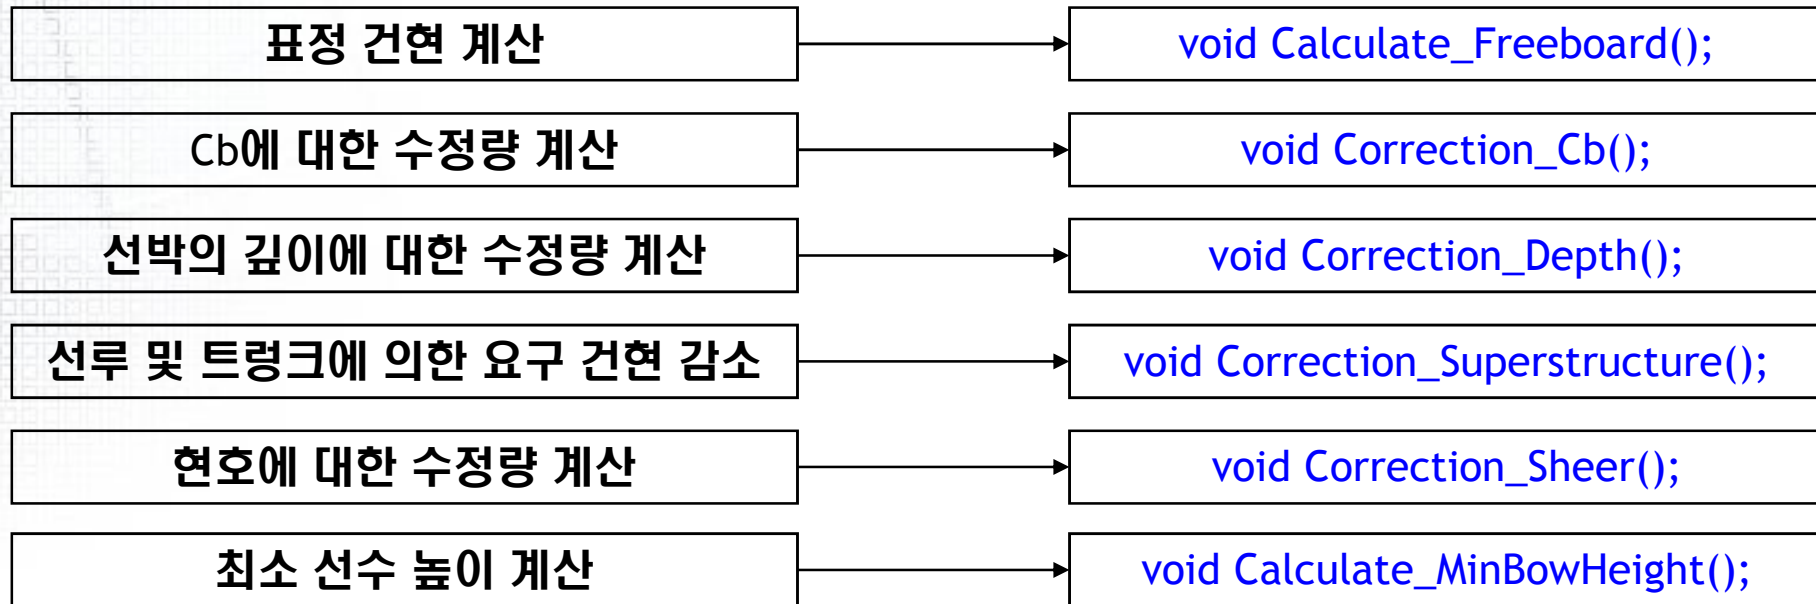 표정 건현 계산
void Calculate_Freeboard();
Cb에 대한 수정량 계산
void Correction_Cb();
선박의 깊이에 대한 수정량 계산
void Correction_Depth();
선루 및 트렁크에 의한 요구 건현 감소
void Correction_Superstructure();
현호에 대한 수정량 계산
void Correction_Sheer();
최소 선수 높이 계산
void Calculate_MinBowHeight();